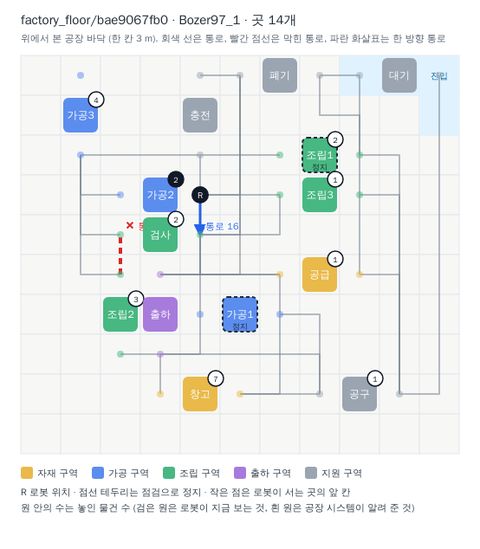 factory_floor/bae9067fb0 · Bozer97_1 · 곳 14개
위에서 본 공장 바닥 (한 칸 3 m). 회색 선은 통로, 빨간 점선은 막힌 통로, 파란 화살표는 한 방향 통로
폐기
대기
진입
가공3
4
충전
조립1
2
정지
가공2
2
R
조립3
1
✕
검사
2
통로 16
공급
1
조립2
3
출하
가공1
정지
창고
7
공구
1
자재 구역
가공 구역
조립 구역
출하 구역
지원 구역
R 로봇 위치 · 점선 테두리는 점검으로 정지 · 작은 점은 로봇이 서는 곳의 앞 칸
원 안의 수는 놓인 물건 수 (검은 원은 로봇이 지금 보는 것, 흰 원은 공장 시스템이 알려 준 것)